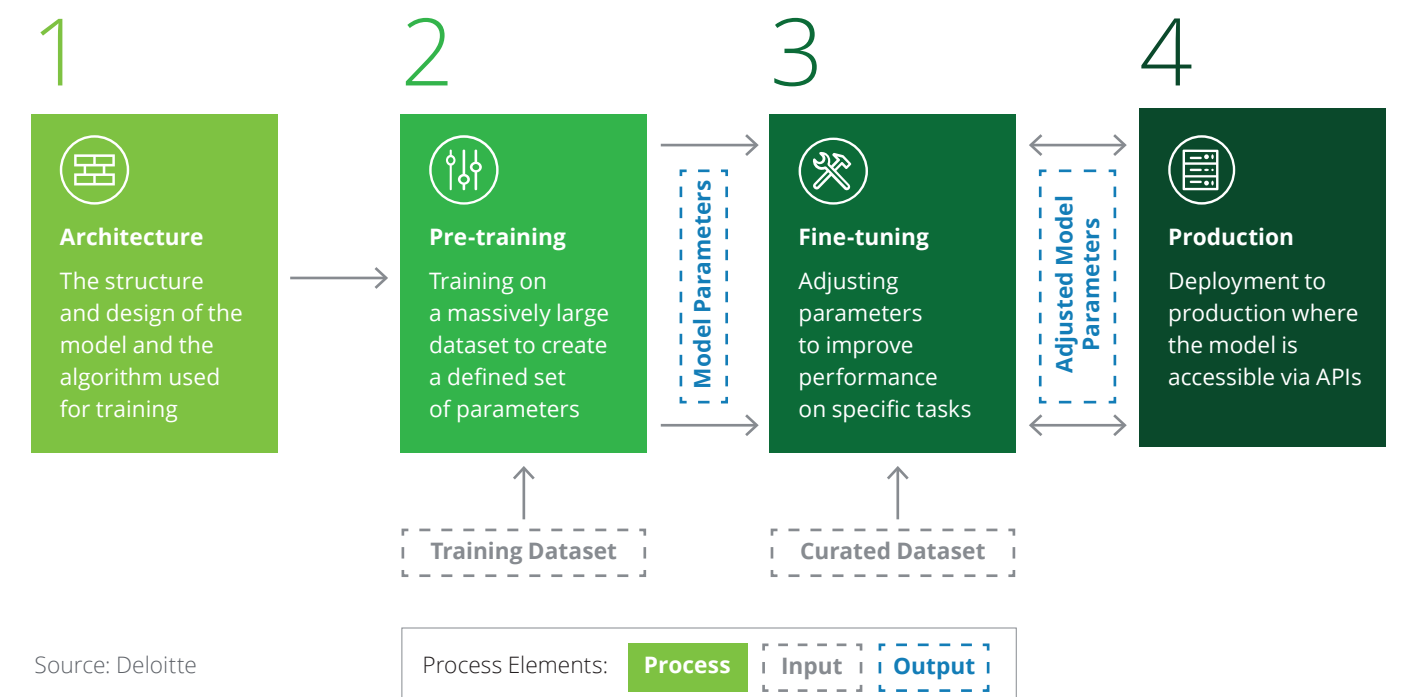 1
2
3
4
Architecture
The structure
and design of the
model and the
algorithm used
for training
Pre-training
Training on
a massively large
dataset to create
a defined set
of parameters
Model Parameters
Fine-tuning
Adjusting
parameters
to improve
performance
on specific tasks
Adjusted Model
Parameters
Production
Deployment to
production where
the model is
accessible via APIs
Training Dataset
Curated Dataset
Source: Deloitte
Process Elements:
Process
Input
Output